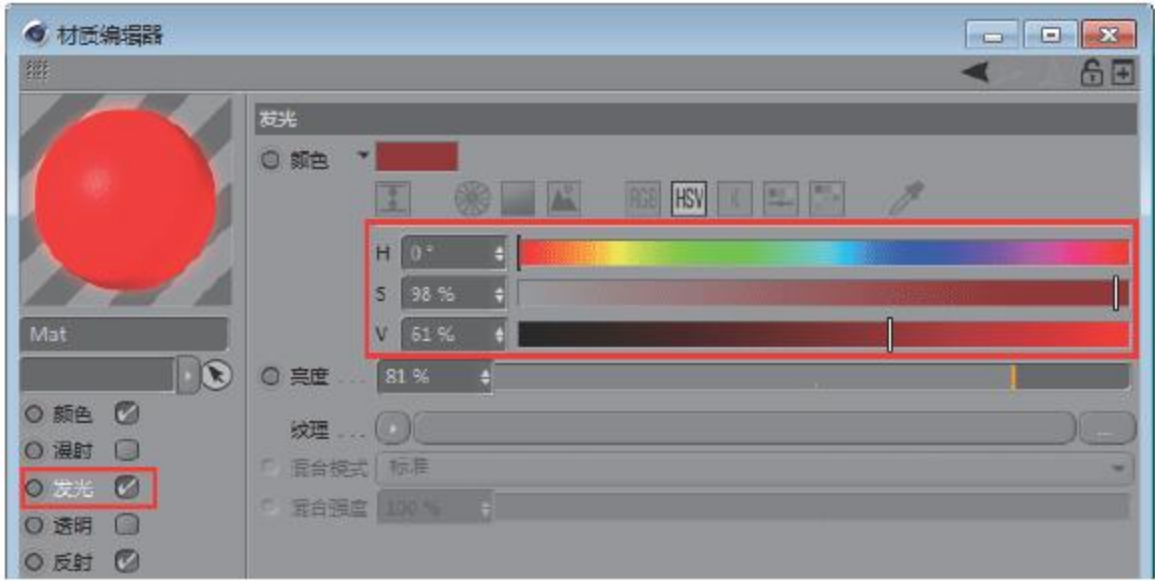 材质编辑器
发光
颜色
RGB HSV K
H 0°
S 98 %
V 61 %
Mat
亮度 . . . 81 %
颜色
纹理 . . . ...
漫射
混合模式 标准
发光
混合强度 100 %
透明
反射